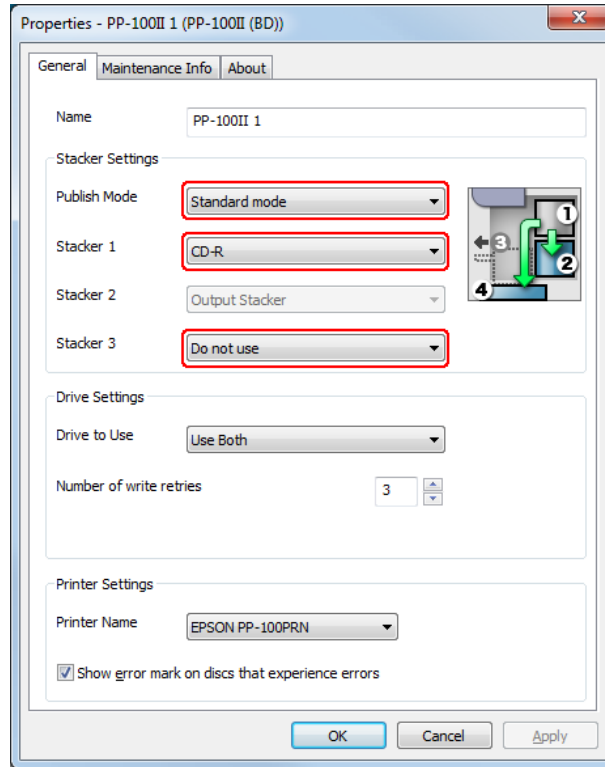 Properties - PP-100II 1 (PP-100II (BD))
General Maintenance Info About
Name PP-100II 1
Stacker Settings
Publish Mode Standard mode
Stacker 1 CD-R
Stacker 2 Output Stacker
Stacker 3 Do not use
1
3
2
4
Drive Settings
Drive to Use Use Both
Number of write retries 3
Printer Settings
Printer Name EPSON PP-100PRN
Show error mark on discs that experience errors
OK Cancel Apply